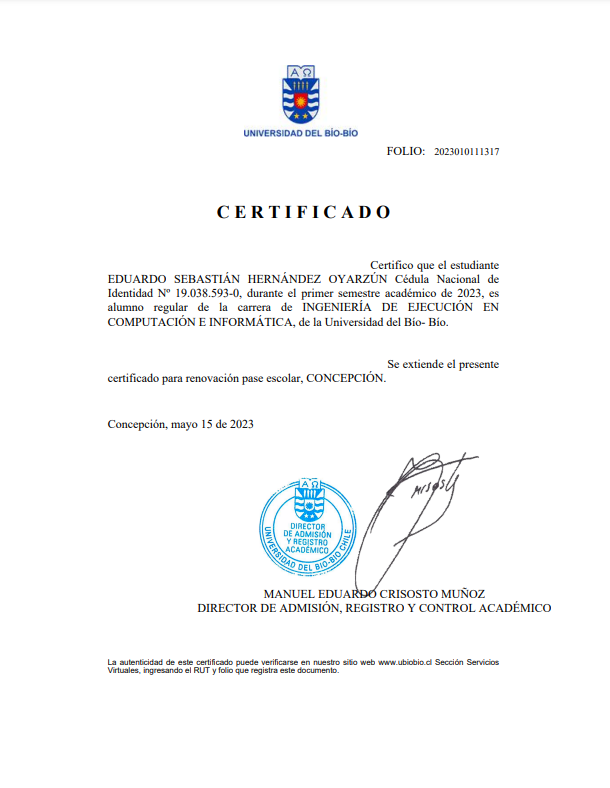 ΑΩ
UNIVERSIDAD DEL BÍO-BÍO
FOLIO: 2023010111317
CERTIFICADO
Certifico que el estudiante
EDUARDO SEBASTIÁN HERNÁNDEZ OYARZÚN Cédula Nacional de
Identidad Nº 19.038.593-0, durante el primer semestre académico de 2023, es
alumno regular de la carrera de INGENIERÍA DE EJECUCIÓN EN
COMPUTACIÓN E INFORMÁTICA, de la Universidad del Bío- Bío.
Se extiende el presente
certificado para renovación pase escolar, CONCEPCIÓN.
Concepción, mayo 15 de 2023
ΑΩ
DIRECTOR
DE ADMISIÓN
Y REGISTRO
ACADÉMICO
UNIVERSIDAD DEL BÍO-BÍO CHILE
MANUEL EDUARDO CRISOSTO MUÑOZ
DIRECTOR DE ADMISIÓN, REGISTRO Y CONTROL ACADÉMICO
La autenticidad de este certificado puede verificarse en nuestro sitio web www.ubiobio.cl Sección Servicios
Virtuales, ingresando el RUT y folio que registra este documento.